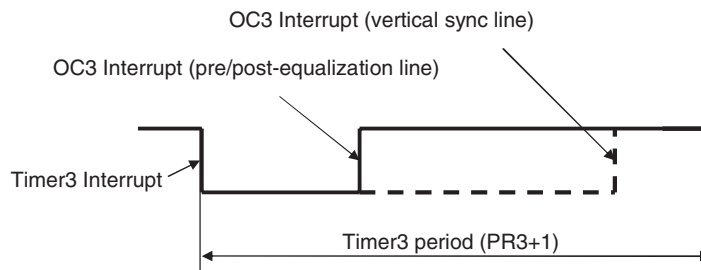 OC3 Interrupt (vertical sync line)
OC3 Interrupt (pre/post-equalization line)
Timer3 Interrupt
Timer3 period (PR3+1)